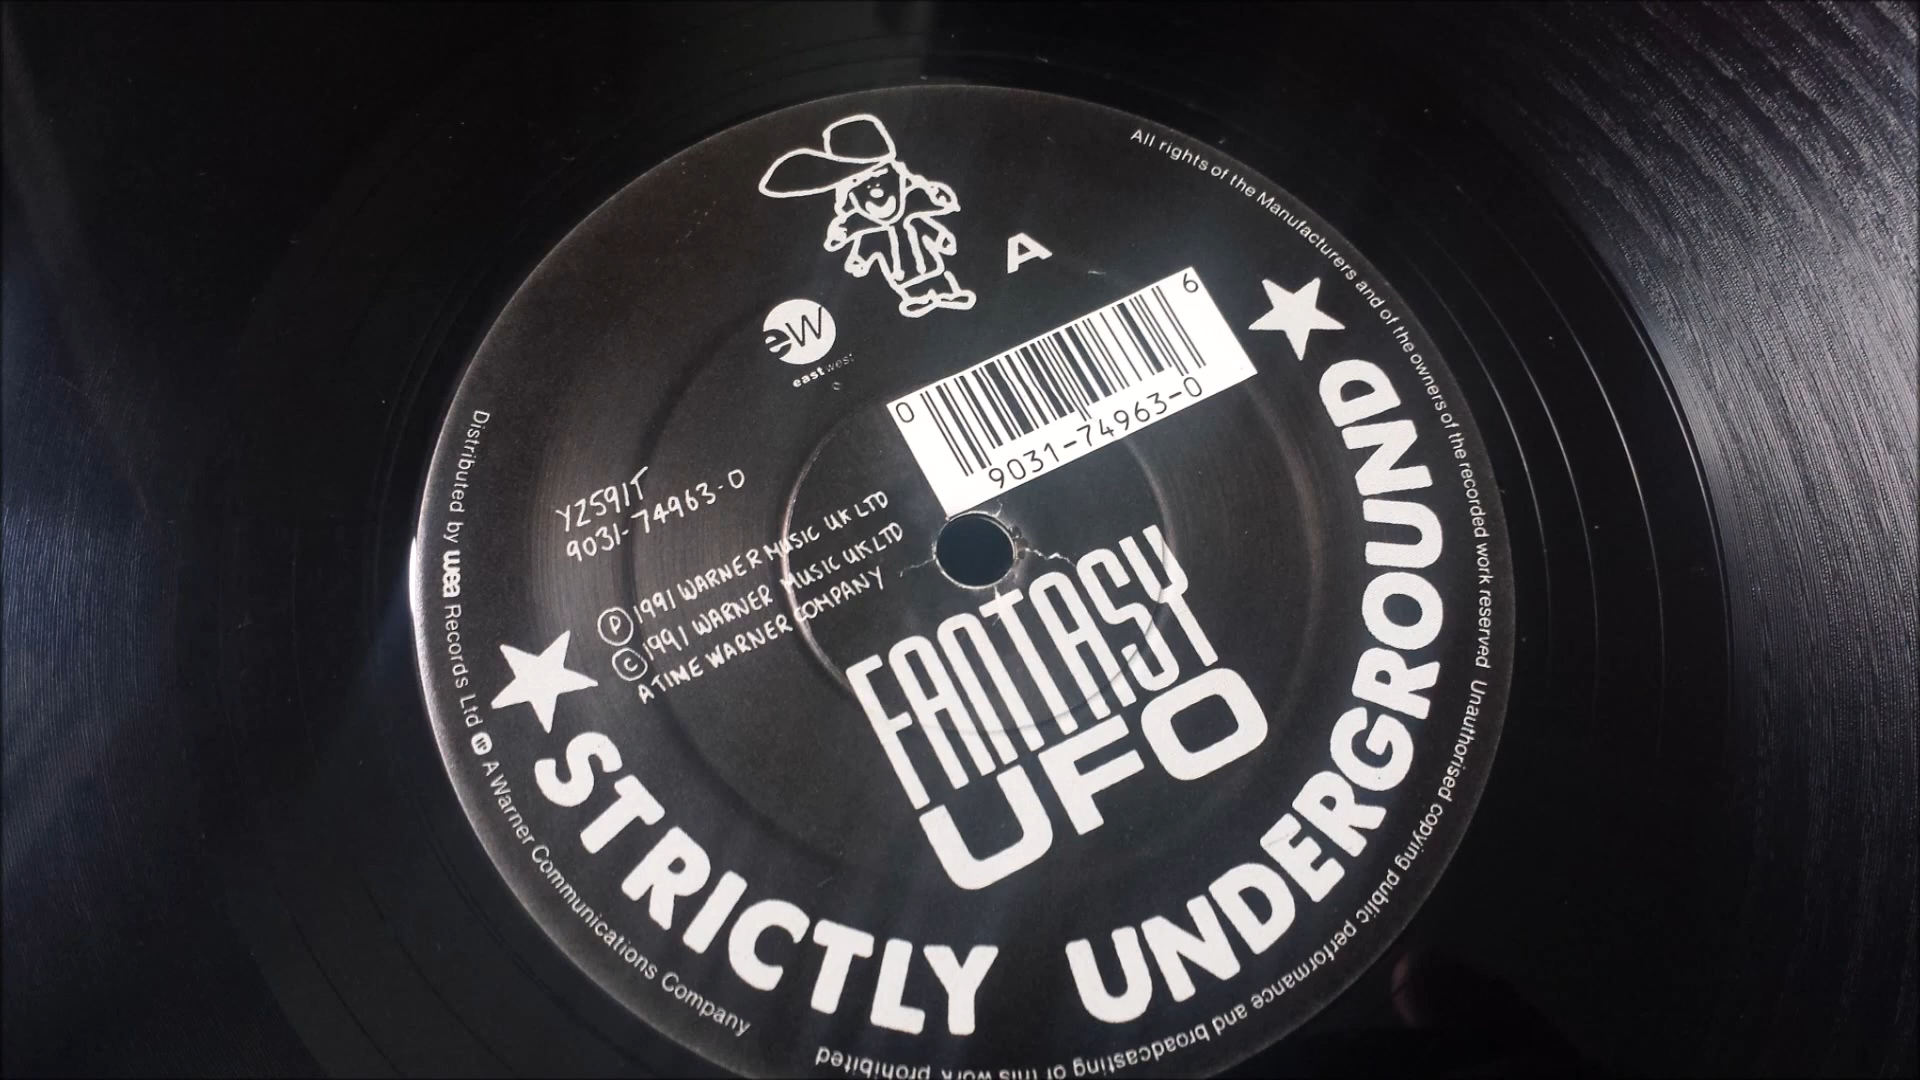 A
ew
eastwest
0 6
9031-74963-0
YZ591T
9031-74963-0
Ⓟ 1991 WARNER MUSIC UK LTD
Ⓒ 1991 WARNER MUSIC UK LTD
A TIME WARNER COMPANY
FANTASY
UFO
STRICTLY UNDERGROUND
Distributed by wea Records Ltd A Warner Communications Company
All rights of the Manufacturers and of the owners of the recorded work reserved Unauthorised copying public performance and broadcasting of this work prohibited